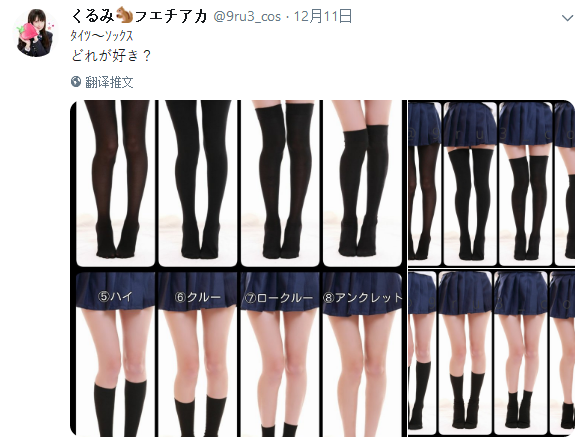 くるみ🐿️フェチアカ @9ru3_cos · 12月11日
ﾀｲﾂ～ｿｯｸｽ
どれが好き？
翻译推文
⑤ハイ
⑥クルー
⑦ロークルー
⑧アンクレット